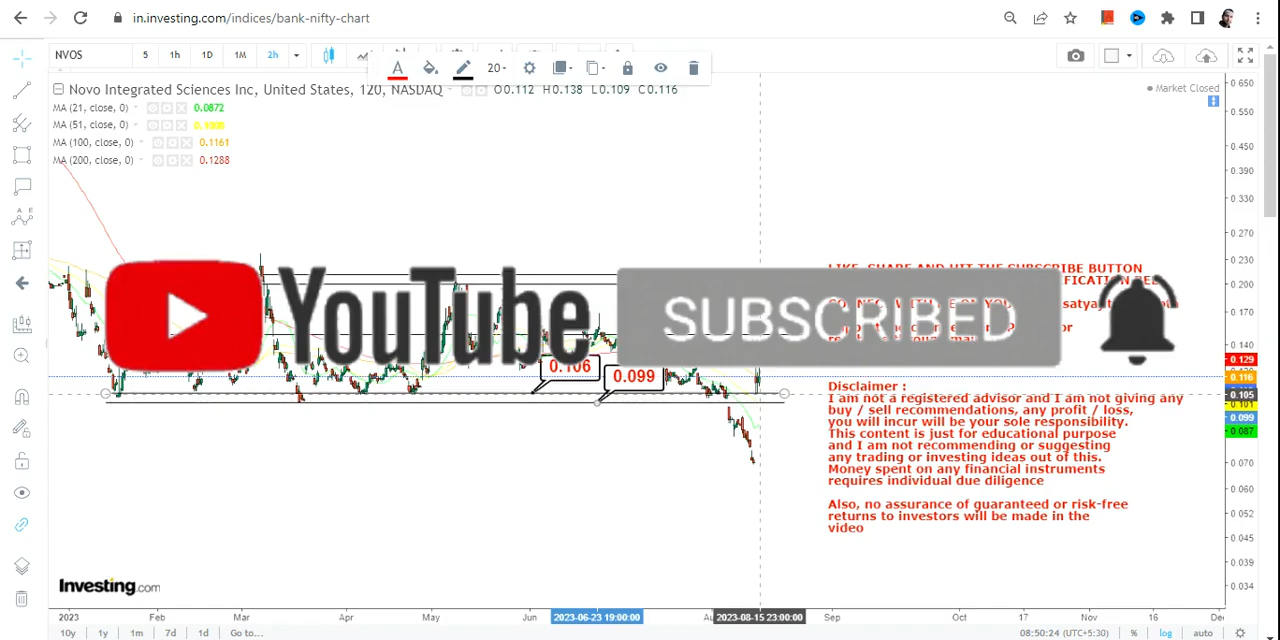 in.investing.com/indices/bank-nifty-chart
NVOS
5
1h
1D
1M
2h
A
20
Novo Integrated Sciences Inc, United States, 120, NASDAQ
O0.112 H0.138 L0.109 C0.116
Market Closed
MA (21, close, 0) 0.0872
MA (51, close, 0)
MA (100, close, 0) 0.1161
MA (200, close, 0) 0.1288
0.650
0.550
0.450
0.390
0.330
0.270
0.230
0.200
0.170
0.140
0.129
0.116
0.105
0.101
0.099
0.087
0.070
0.060
0.052
0.045
0.039
0.034
LIKE, SHARE AND HIT THE SUBSCRIBE BUTTON
YouTube
SUBSCRIBED
0.106
0.099
Disclaimer :
I am not a registered advisor and I am not giving any
buy / sell recommendations, any profit / loss,
you will incur will be your sole responsibility.
This content is just for educational purpose
and I am not recommending or suggesting
any trading or investing ideas out of this.
Money spent on any financial instruments
requires individual due diligence
Also, no assurance of guaranteed or risk-free
returns to investors will be made in the
video
Investing.com
2023 Feb Mar Apr May Jun 2023-06-23 19:00:00 2023-08-15 23:00:00 Sep Oct Nov Dec
10y 1y 1m 7d 1d Go to...
08:50:24 (UTC+5:30) % log auto